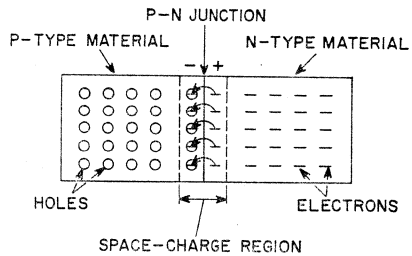 P-N JUNCTION
P-TYPE MATERIAL
N-TYPE MATERIAL
- +
HOLES
ELECTRONS
SPACE-CHARGE REGION